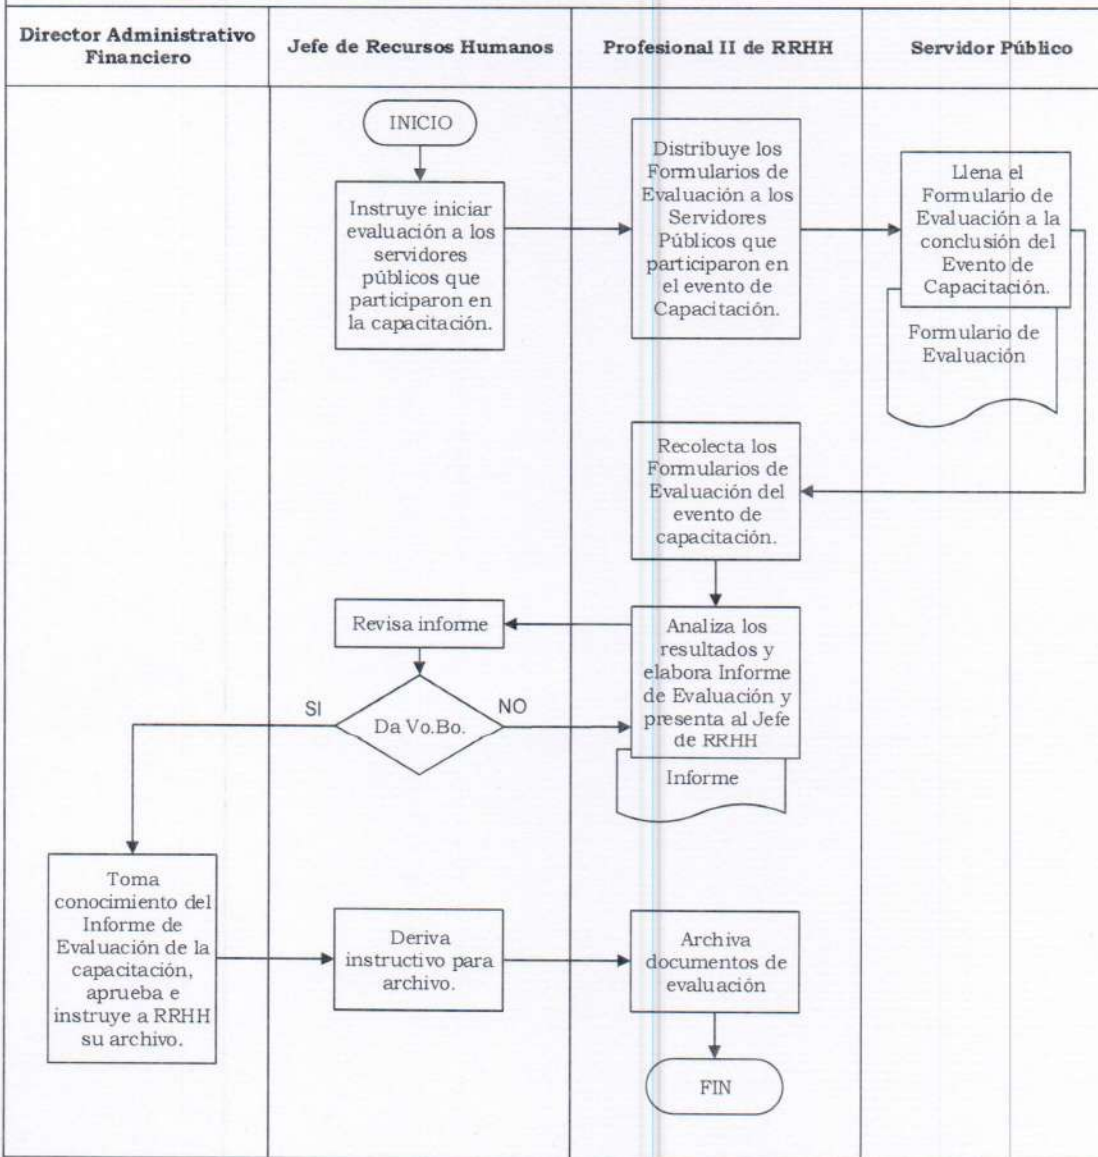 Director Administrativo
Financiero
Jefe de Recursos Humanos
Profesional II de RRHH
Servidor Público
INICIO
Instruye iniciar
evaluación a los
servidores
públicos que
participaron en
la capacitación.
Distribuye los
Formularios de
Evaluación a los
Servidores
Públicos que
participaron en
el evento de
Capacitación.
Llena el
Formulario de
Evaluación a la
conclusión del
Evento de
Capacitación.
Formulario de
Evaluación
Recolecta los
Formularios de
Evaluación del
evento de
capacitación.
Revisa informe
Analiza los
resultados y
elabora Informe
de Evaluación y
presenta al Jefe
de RRHH
Informe
SI
Da Vo.Bo.
NO
Toma
conocimiento del
Informe de
Evaluación de la
capacitación,
aprueba e
instruye a RRHH
su archivo.
Deriva
instructivo para
archivo.
Archiva
documentos de
evaluación
FIN